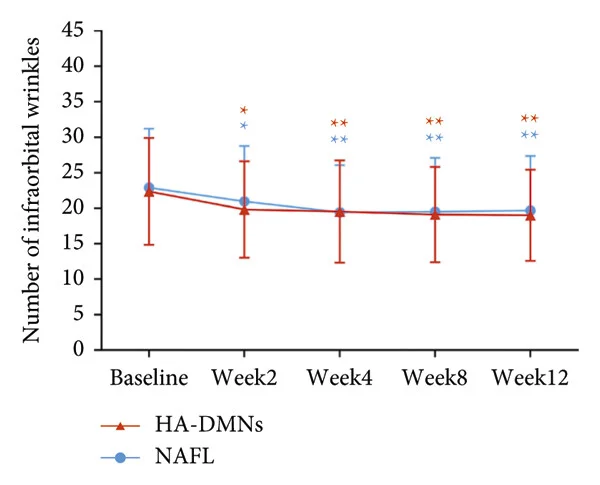 Number of infraorbital wrinkles
45
40
35
30
25
20
15
10
5
0
* ** ** **
* ** ** **
Baseline Week2 Week4 Week8 Week12
HA-DMNs
NAFL